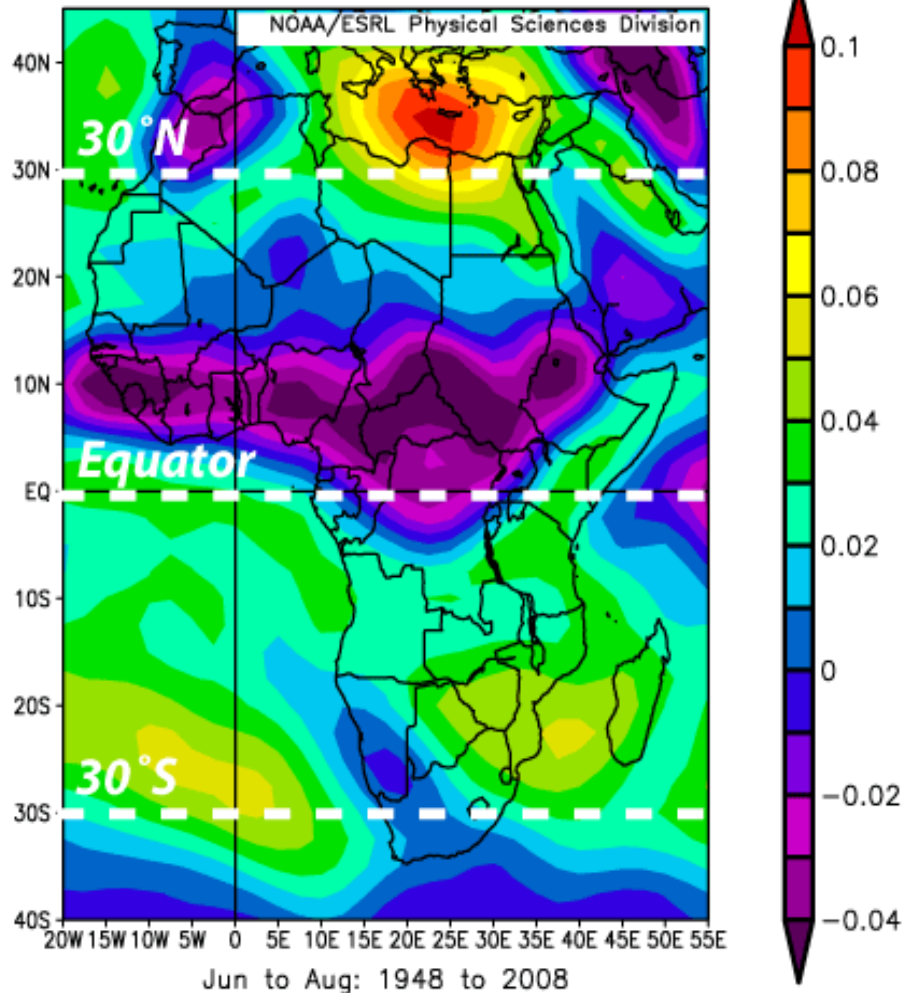 NOAA/ESRL Physical Sciences Division
40N
30°N
30N
20N
10N
Equator
EQ
10S
20S
30°S
30S
40S
20W 15W 10W 5W 0 5E 10E 15E 20E 25E 30E 35E 40E 45E 50E 55E
Jun to Aug: 1948 to 2008
0.1
0.08
0.06
0.04
0.02
0
−0.02
−0.04